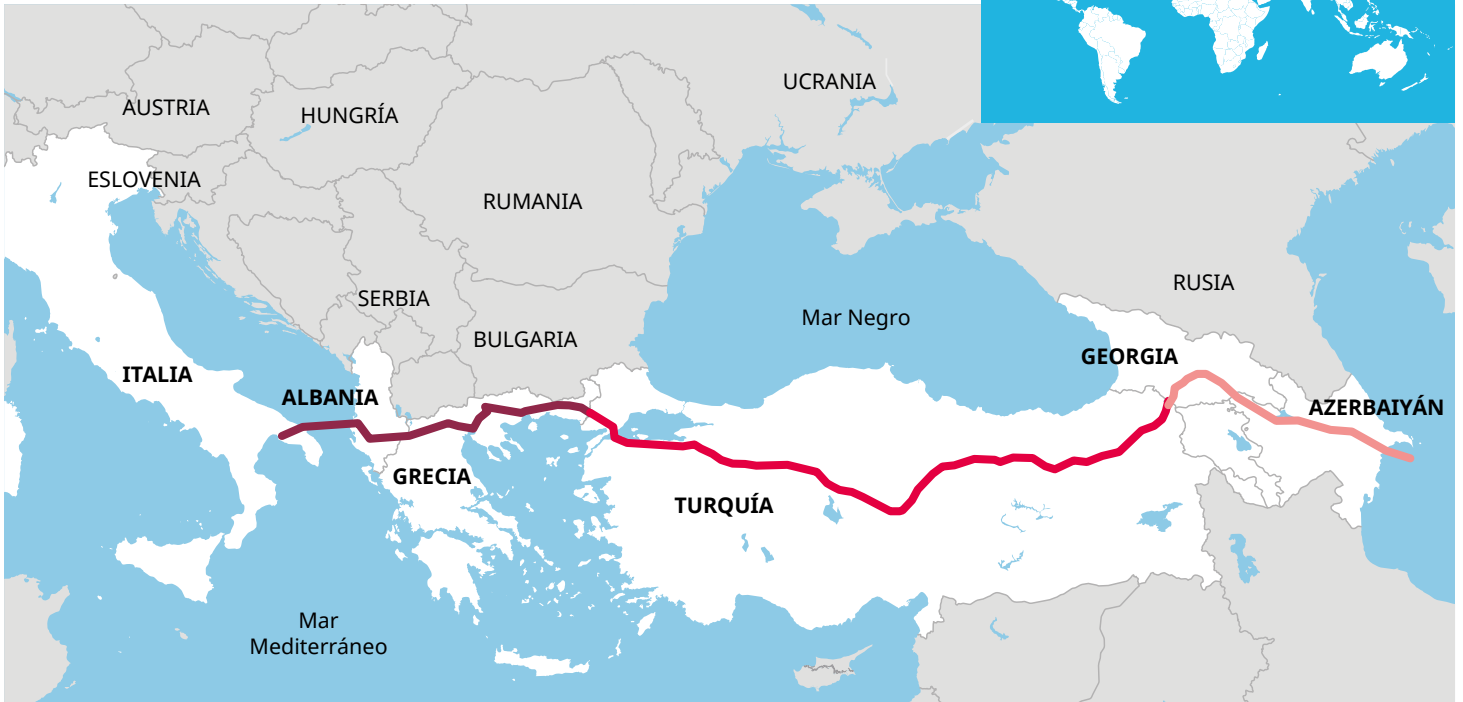 UCRANIA
AUSTRIA
HUNGRÍA
ESLOVENIA
RUMANIA
RUSIA
SERBIA
Mar Negro
BULGARIA
GEORGIA
ITALIA
ALBANIA
AZERBAIYÁN
GRECIA
TURQUÍA
Mar
Mediterráneo